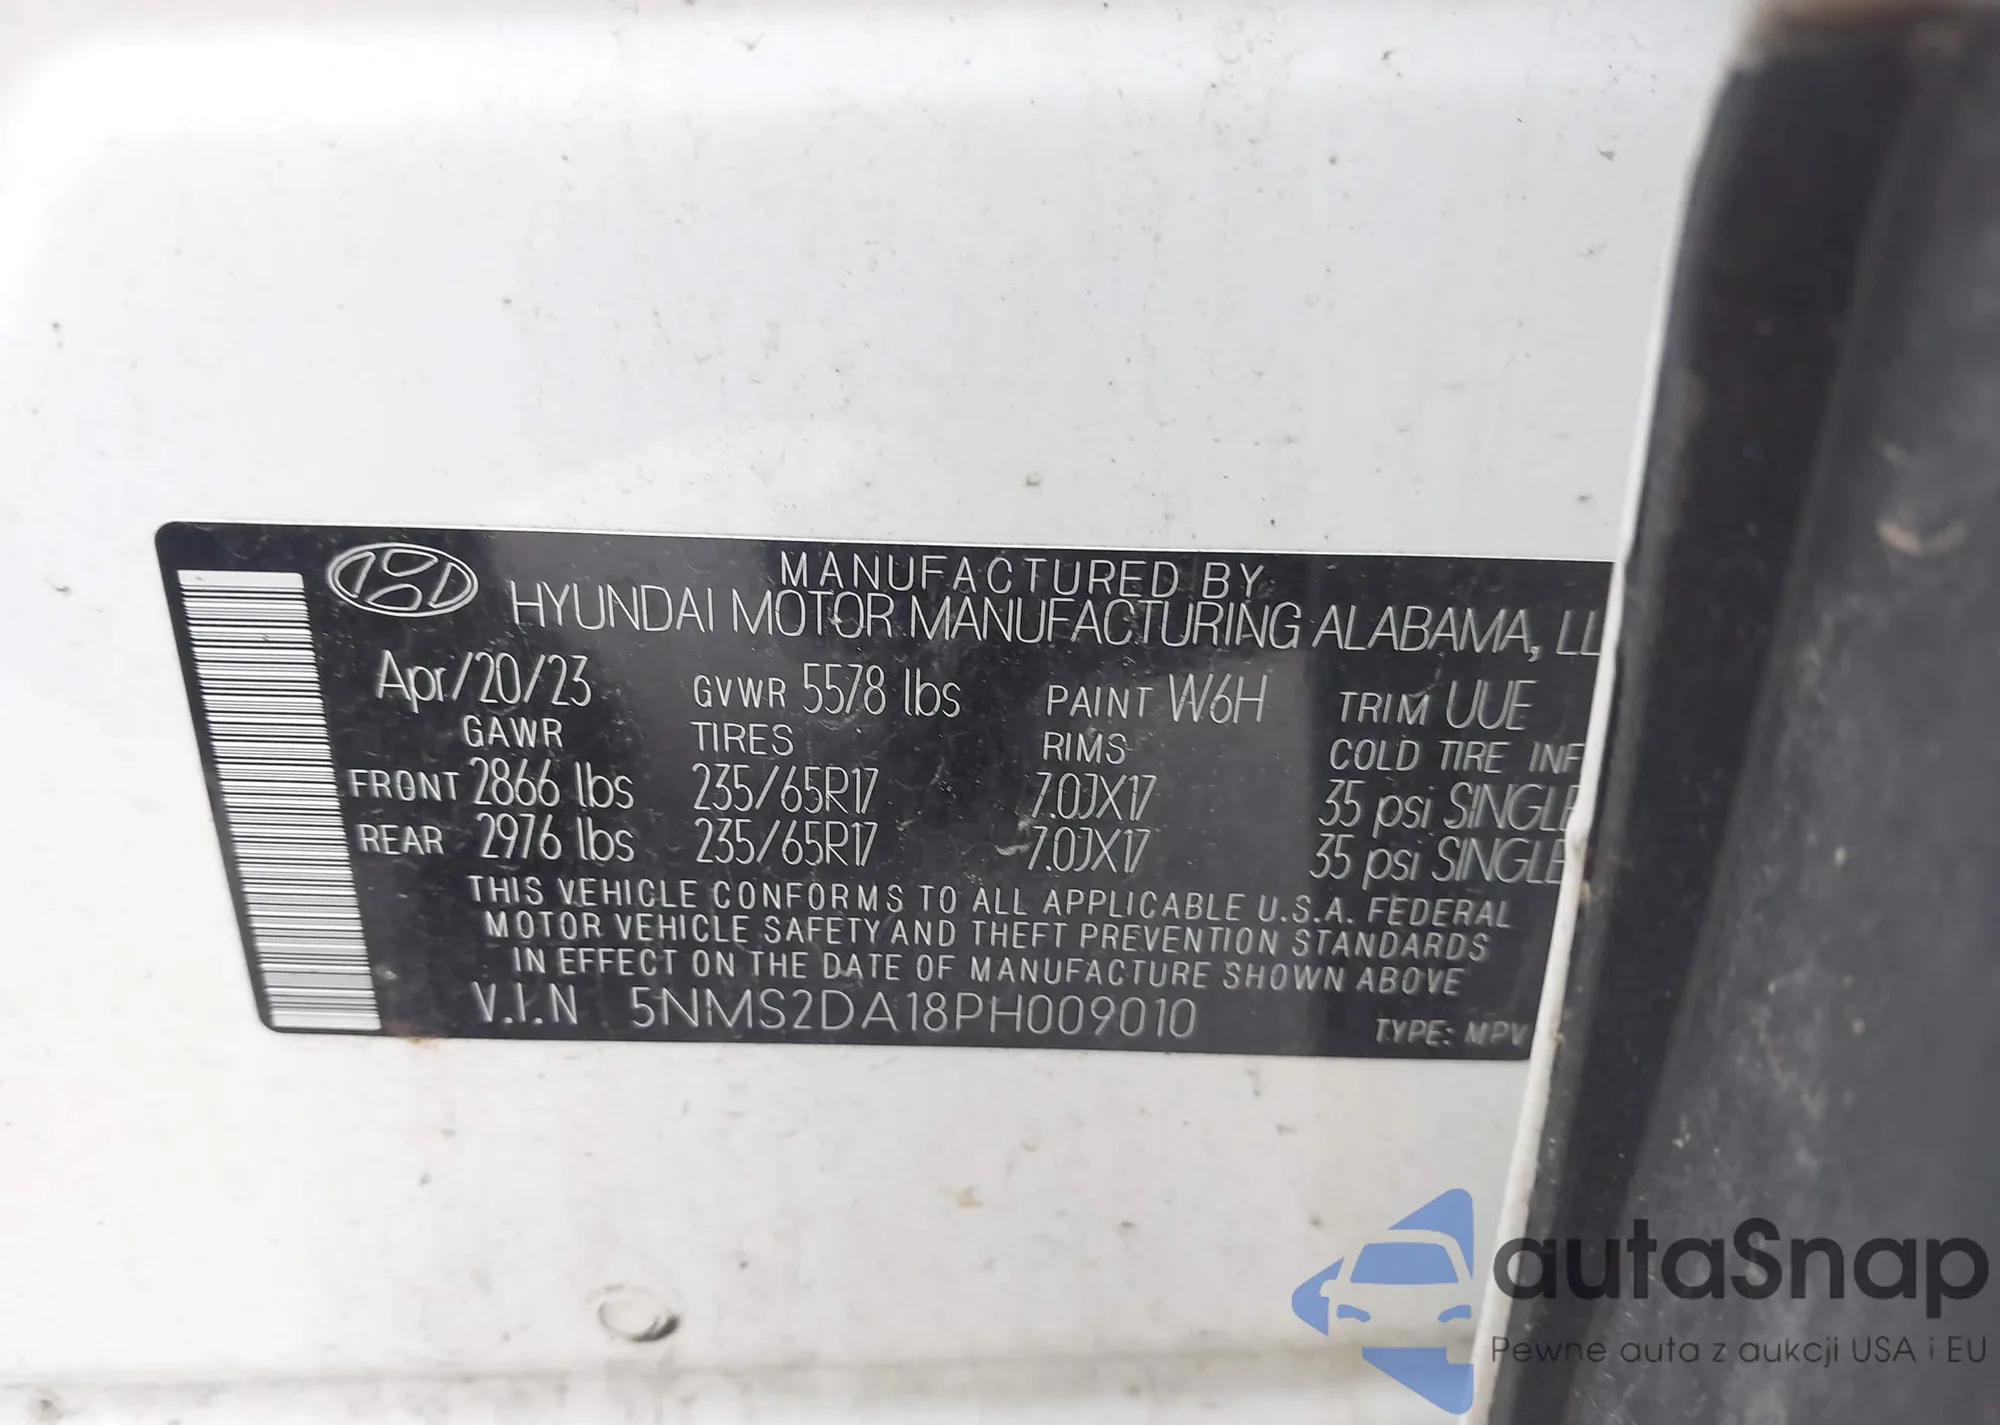 MANUFACTURED BY
HYUNDAI MOTOR MANUFACTURING ALABAMA, LL
Apr/20/23 GVWR 5578 lbs PAINT W6H TRIM UUE
GAWR TIRES RIMS COLD TIRE INF
FRONT 2866 lbs 235/65R17 7.0JX17 35 psi SINGLE
REAR 2976 lbs 235/65R17 7.0JX17 35 psi SINGLE
THIS VEHICLE CONFORMS TO ALL APPLICABLE U.S.A. FEDERAL
MOTOR VEHICLE SAFETY AND THEFT PREVENTION STANDARDS
IN EFFECT ON THE DATE OF MANUFACTURE SHOWN ABOVE
V.I.N 5NMS2DA18PH009010 TYPE: MPV
autaSnap
Pewne auta z aukcji USA i EU